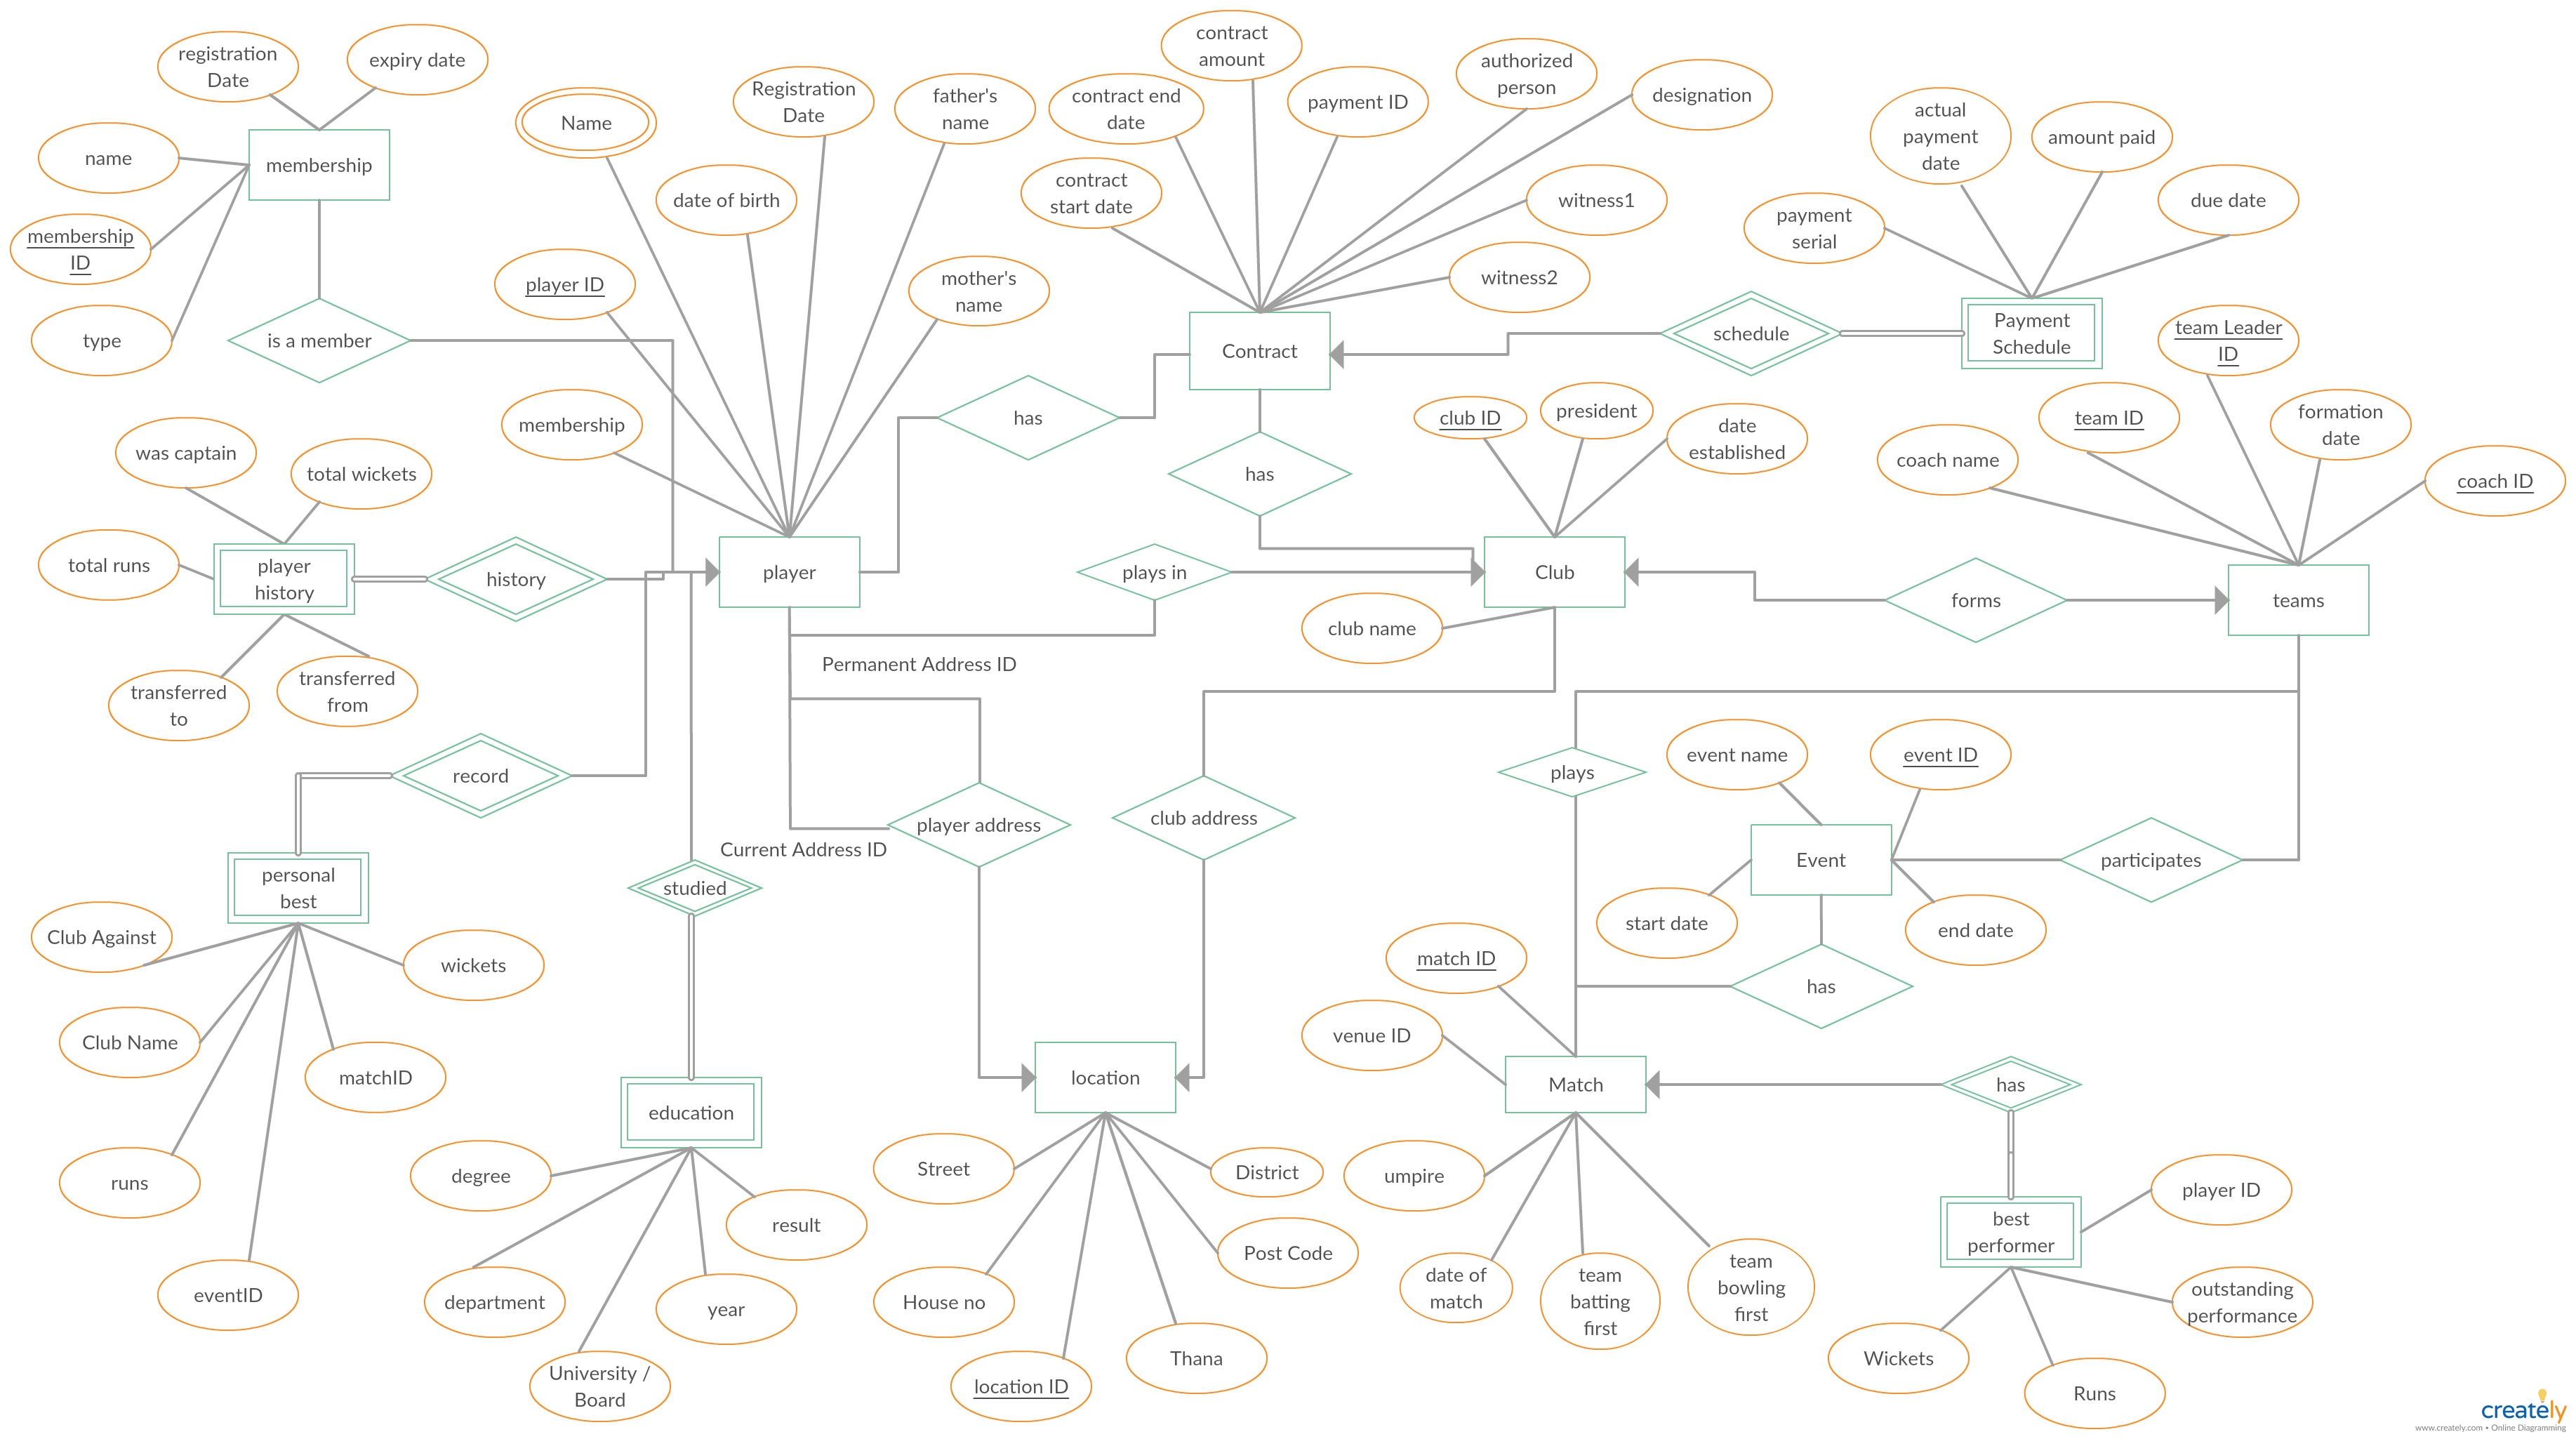 registration
Date
expiry date
name
membership
membership
ID
type
is a member
Name
Registration
Date
father's
name
date of birth
player ID
mother's
name
membership
contract
amount
contract end
date
payment ID
authorized
person
designation
contract
start date
witness1
witness2
Contract
actual
payment
date
amount paid
due date
payment
serial
schedule
Payment
Schedule
team Leader
ID
team ID
formation
date
coach name
coach ID
has
has
club ID
president
date
established
was captain
total wickets
total runs
player
history
history
transferred
to
transferred
from
player
plays in
Club
club name
forms
teams
Permanent Address ID
record
personal
best
Club Against
wickets
Club Name
matchID
runs
eventID
Current Address ID
player address
club address
studied
education
degree
result
department
year
University /
Board
location
Street
District
Post Code
House no
Thana
location ID
plays
event name
event ID
Event
participates
start date
end date
has
match ID
venue ID
Match
has
umpire
date of
match
team
batting
first
team
bowling
first
best
performer
player ID
outstanding
performance
Wickets
Runs
creately
www.creately.com • Online Diagramming